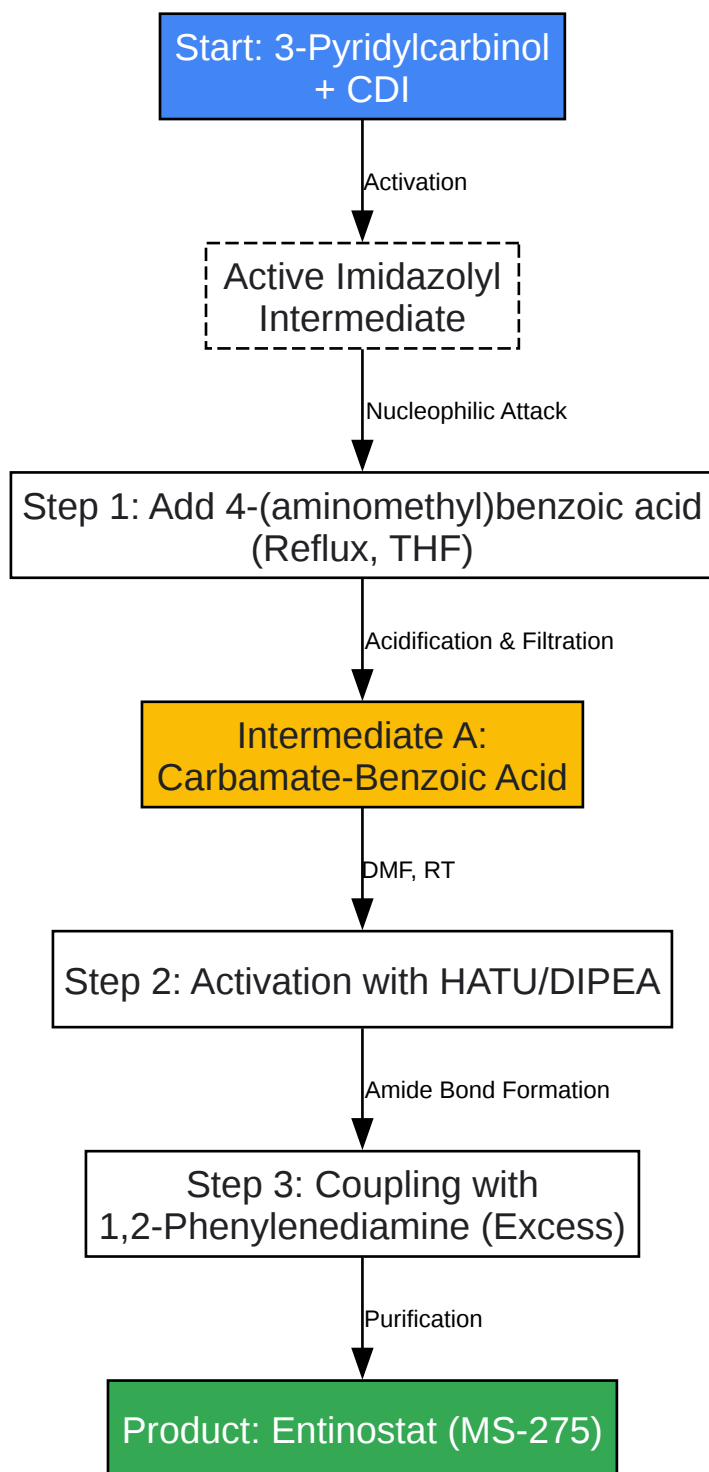 Start: 3-Pyridylcarbinol
+ CDI
Activation
Active Imidazolyl
Intermediate
Nucleophilic Attack
Step 1: Add 4-(aminomethyl)benzoic acid
(Reflux, THF)
Acidification & Filtration
Intermediate A:
Carbamate-Benzoic Acid
DMF, RT
Step 2: Activation with HATU/DIPEA
Amide Bond Formation
Step 3: Coupling with
1,2-Phenylenediamine (Excess)
Purification
Product: Entinostat (MS-275)